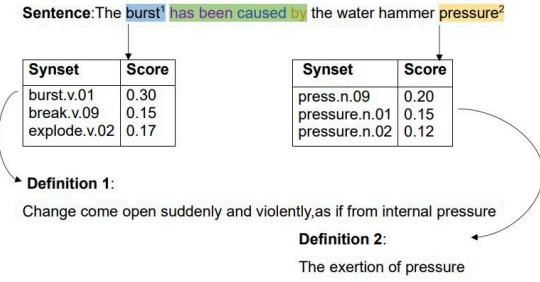 Sentence:The burst¹ has been caused by the water hammer pressure²
Synset Score
burst.v.01 0.30
break.v.09 0.15
explode.v.02 0.17
Synset Score
press.n.09 0.20
pressure.n.01 0.15
pressure.n.02 0.12
Definition 1:
Change come open suddenly and violently,as if from internal pressure
Definition 2:
The exertion of pressure